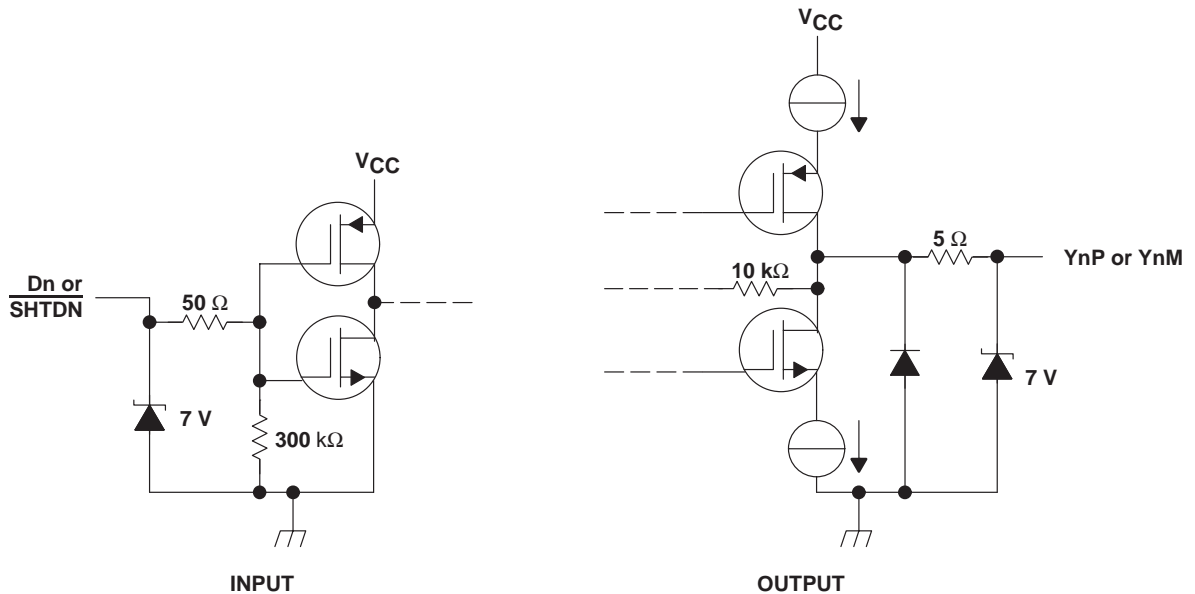 VCC
VCC
5 Ω
YnP or YnM
10 kΩ
Dn or
SHTDN
50 Ω
7 V
7 V
300 kΩ
INPUT
OUTPUT